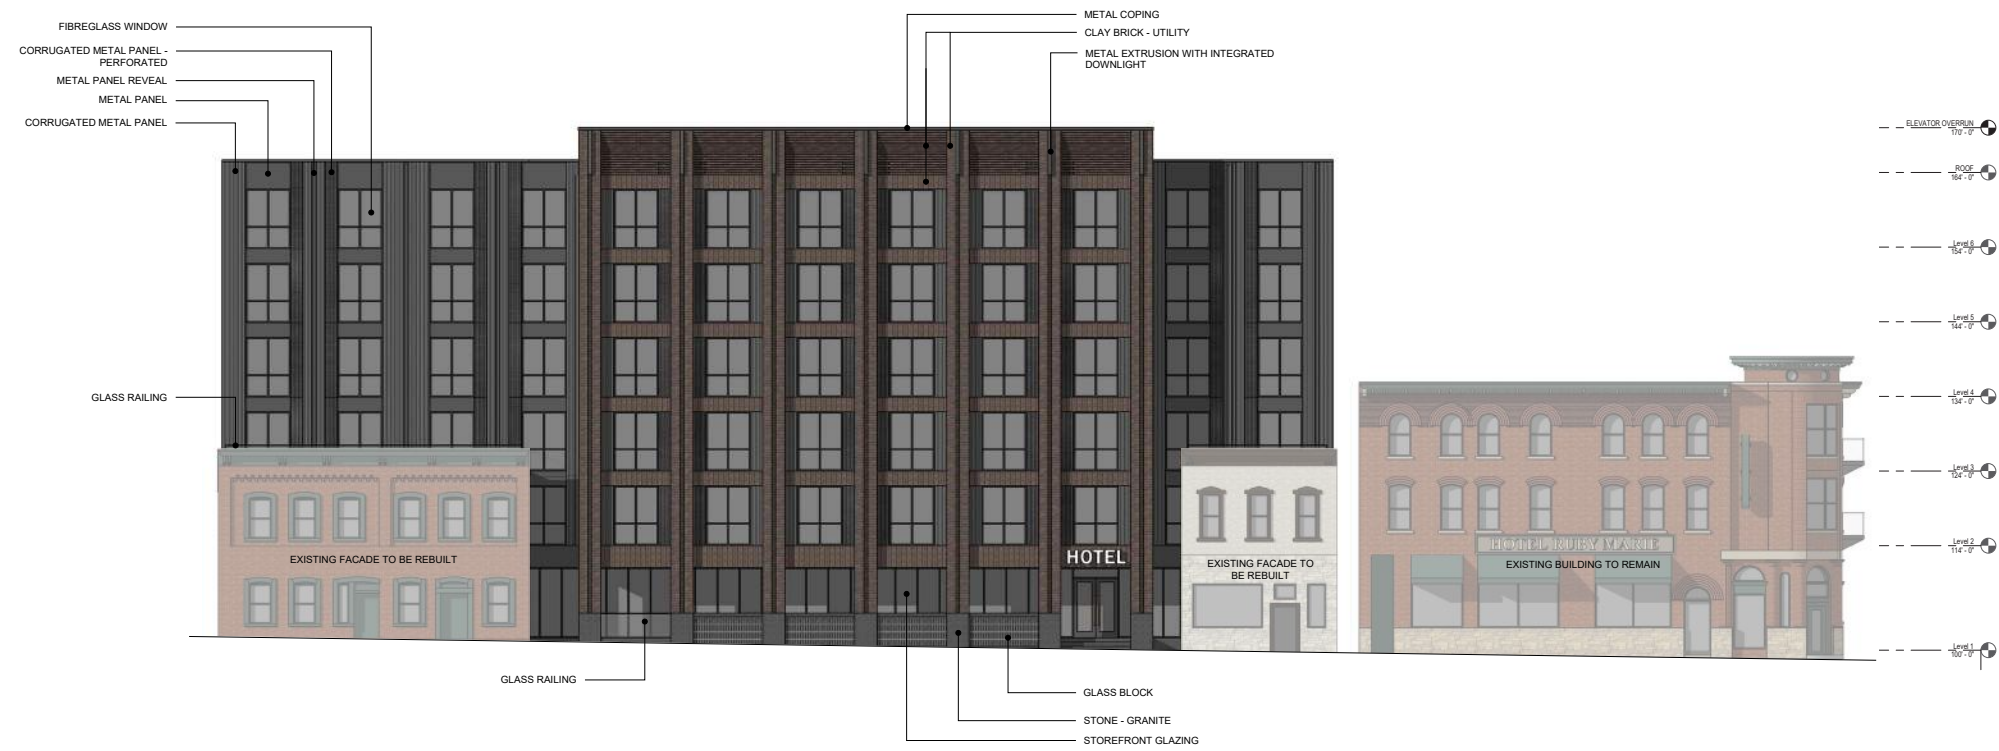 FIBREGLASS WINDOW
CORRUGATED METAL PANEL -
PERFORATED
METAL PANEL REVEAL
METAL PANEL
CORRUGATED METAL PANEL
GLASS RAILING
METAL COPING
CLAY BRICK - UTILITY
METAL EXTRUSION WITH INTEGRATED
DOWNLIGHT
ELEVATOR OVERRUN
170' - 0"
ROOF
164' - 0"
Level 6
154' - 0"
Level 5
144' - 0"
Level 4
134' - 0"
Level 3
124' - 0"
Level 2
114' - 0"
Level 1
100' - 0"
EXISTING FACADE TO BE REBUILT
HOTEL
EXISTING FACADE TO
BE REBUILT
HOTEL RUBY MARIE
EXISTING BUILDING TO REMAIN
GLASS RAILING
GLASS BLOCK
STONE - GRANITE
STOREFRONT GLAZING